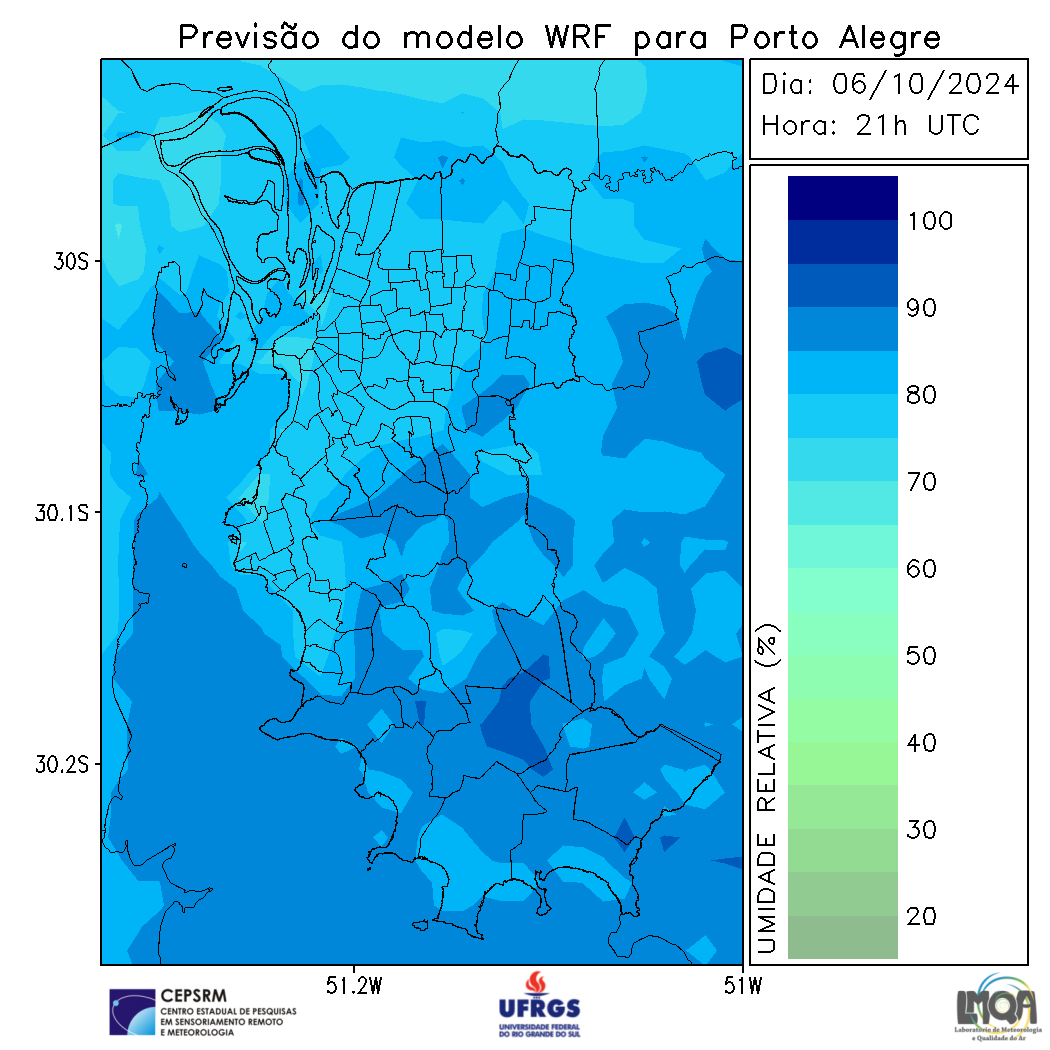 Previsão do modelo WRF para Porto Alegre
Dia: 06/10/2024
Hora: 21h UTC
100
90
80
70
60
50
40
30
20
UMIDADE RELATIVA (%)
30S
30.1S
30.2S
51.2W
51W
CEPSRM
CENTRO ESTADUAL DE PESQUISAS
EM SENSORIAMENTO REMOTO
E METEOROLOGIA
UFRGS
UNIVERSIDADE FEDERAL
DO RIO GRANDE DO SUL
LMQA
Laboratório de Meteorologia
e Qualidade do Ar